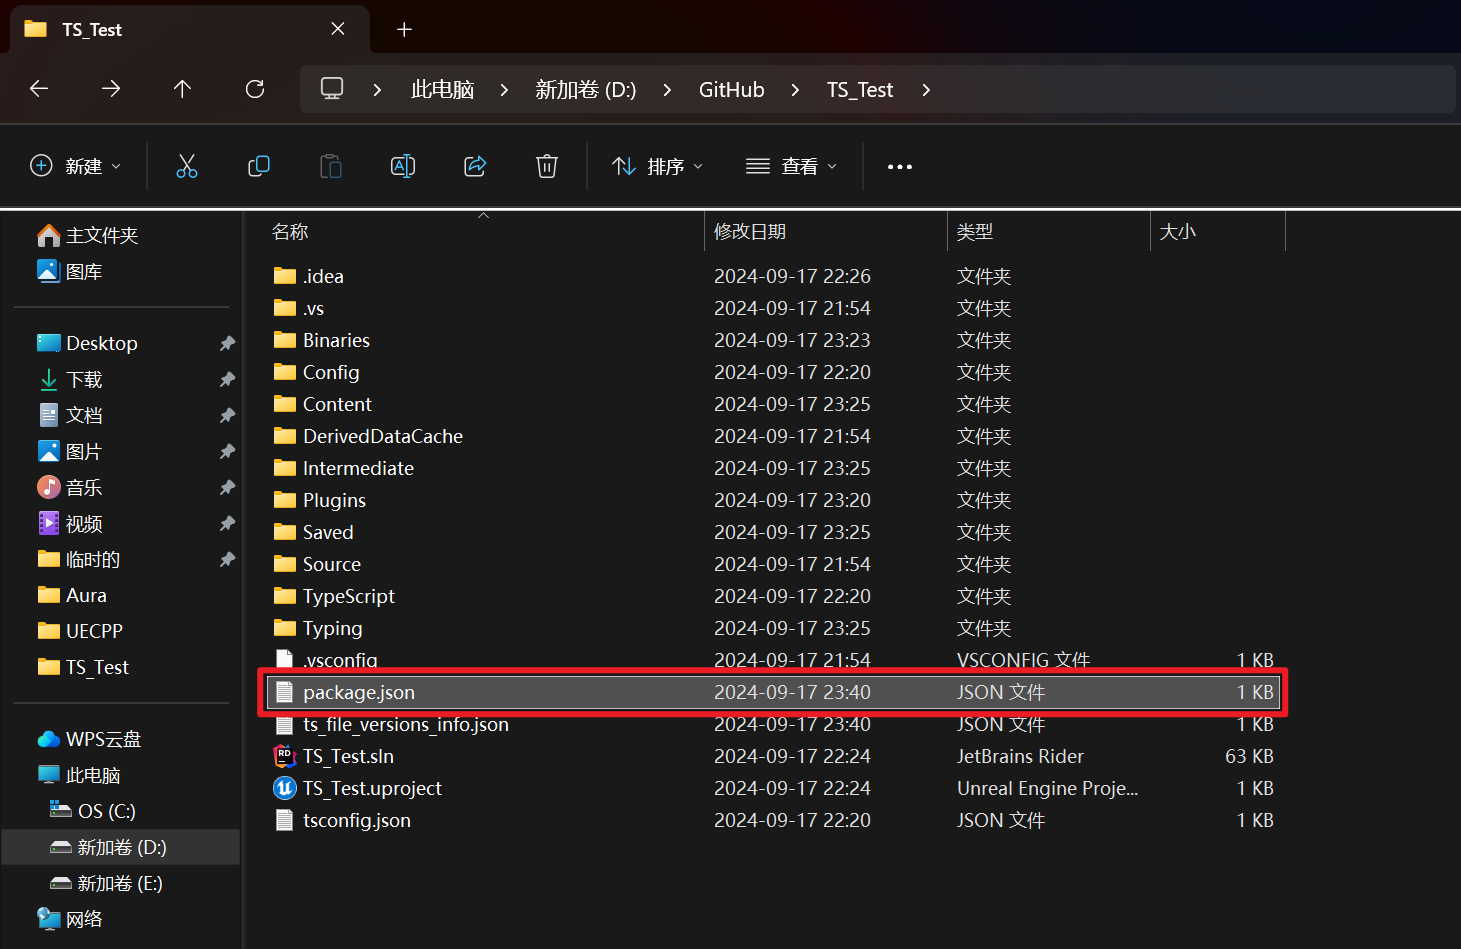 TS_Test
此电脑 新加卷 (D:) GitHub TS_Test
新建 排序 查看
主文件夹
图库
Desktop
下载
文档
图片
音乐
视频
临时的
Aura
UECPP
TS_Test
WPS云盘
此电脑
OS (C:)
新加卷 (D:)
新加卷 (E:)
网络
名称 修改日期 类型 大小
.idea 2024-09-17 22:26 文件夹
.vs 2024-09-17 21:54 文件夹
Binaries 2024-09-17 23:23 文件夹
Config 2024-09-17 22:20 文件夹
Content 2024-09-17 23:25 文件夹
DerivedDataCache 2024-09-17 21:54 文件夹
Intermediate 2024-09-17 23:25 文件夹
Plugins 2024-09-17 23:20 文件夹
Saved 2024-09-17 23:25 文件夹
Source 2024-09-17 21:54 文件夹
TypeScript 2024-09-17 22:20 文件夹
Typing 2024-09-17 23:25 文件夹
.vsconfig 2024-09-17 21:54 VSCONFIG 文件 1 KB
package.json 2024-09-17 23:40 JSON 文件 1 KB
ts_file_versions_info.json 2024-09-17 23:40 JSON 文件 1 KB
TS_Test.sln 2024-09-17 22:24 JetBrains Rider 63 KB
TS_Test.uproject 2024-09-17 22:24 Unreal Engine Proje... 1 KB
tsconfig.json 2024-09-17 22:20 JSON 文件 1 KB